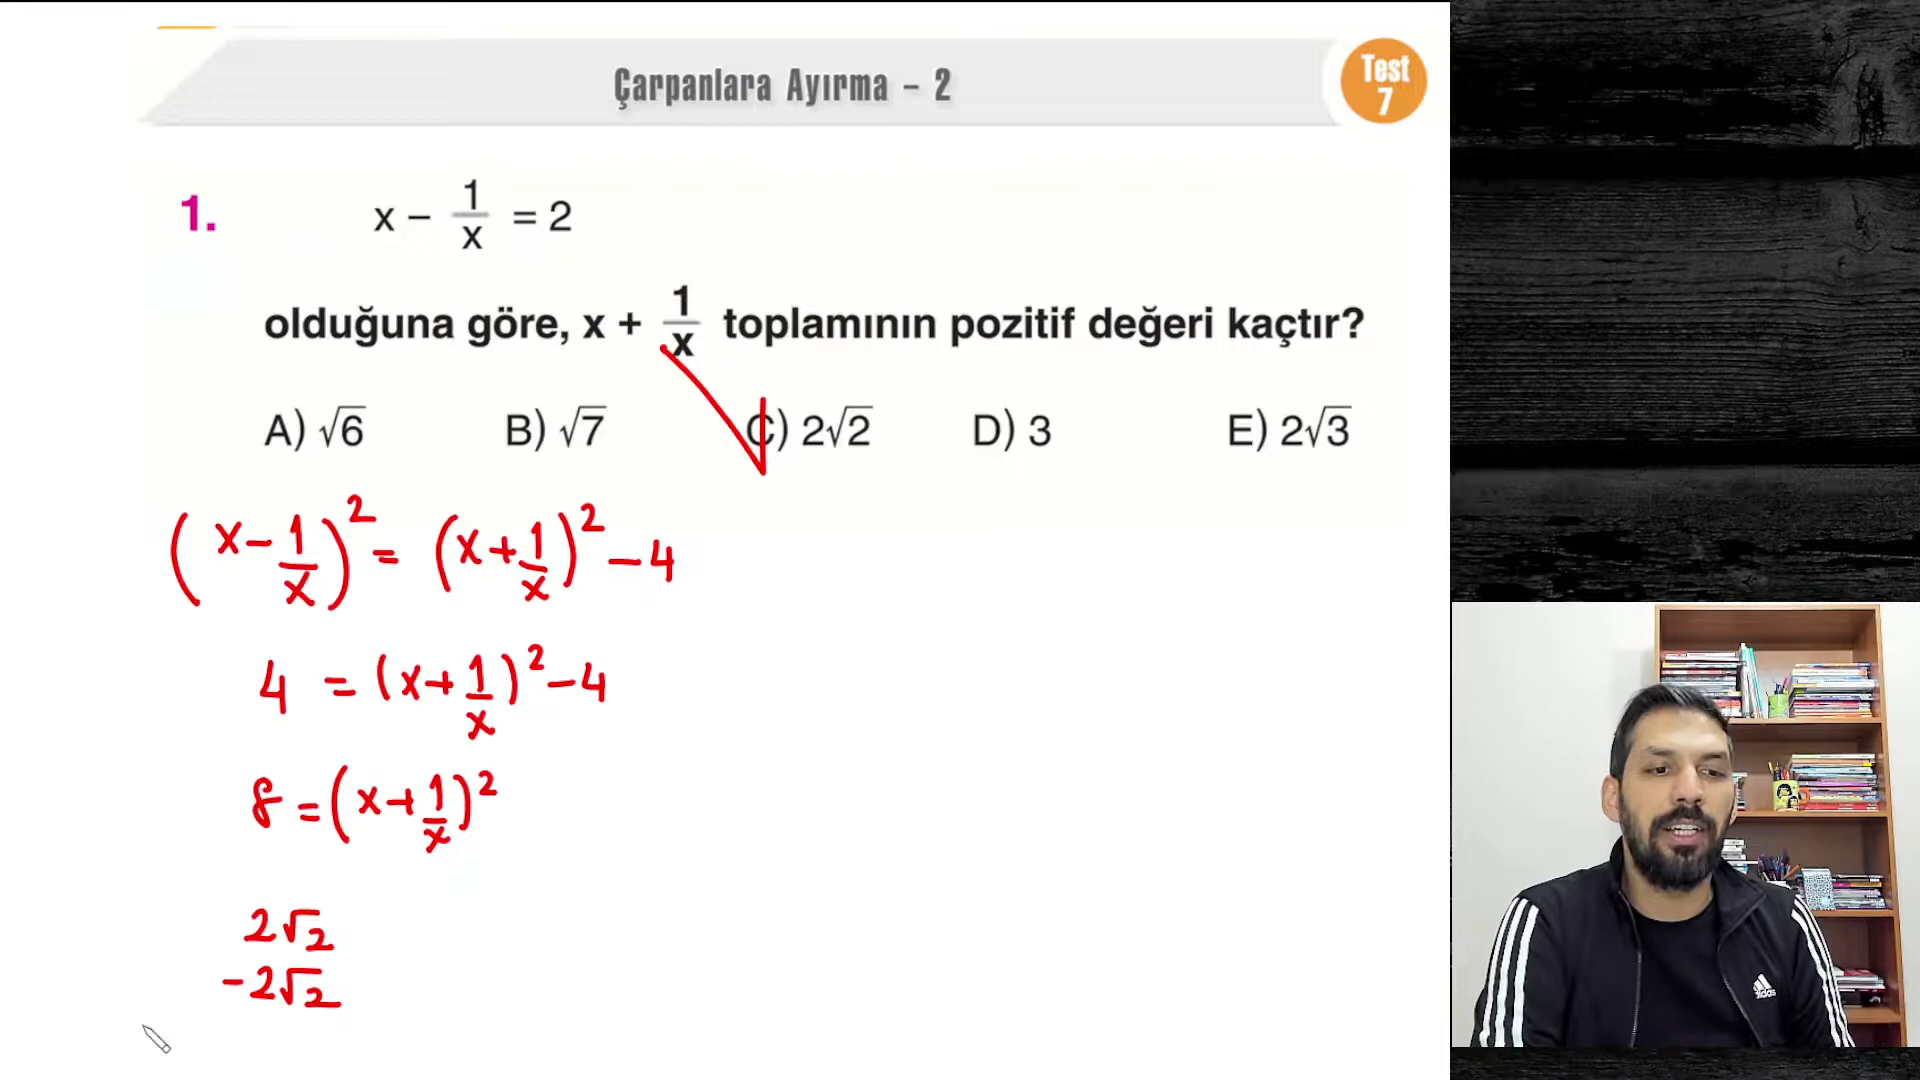 Çarpanlara Ayırma – 2
Test
7
1. x – 1/x = 2
olduğuna göre, x + 1/x toplamının pozitif değeri kaçtır?
A) √6 B) √7 C) 2√2 D) 3 E) 2√3
(x-1/x)² = (x+1/x)² -4
4 = (x+1/x)² -4
8 = (x+1/x)²
2√2
-2√2
adidas